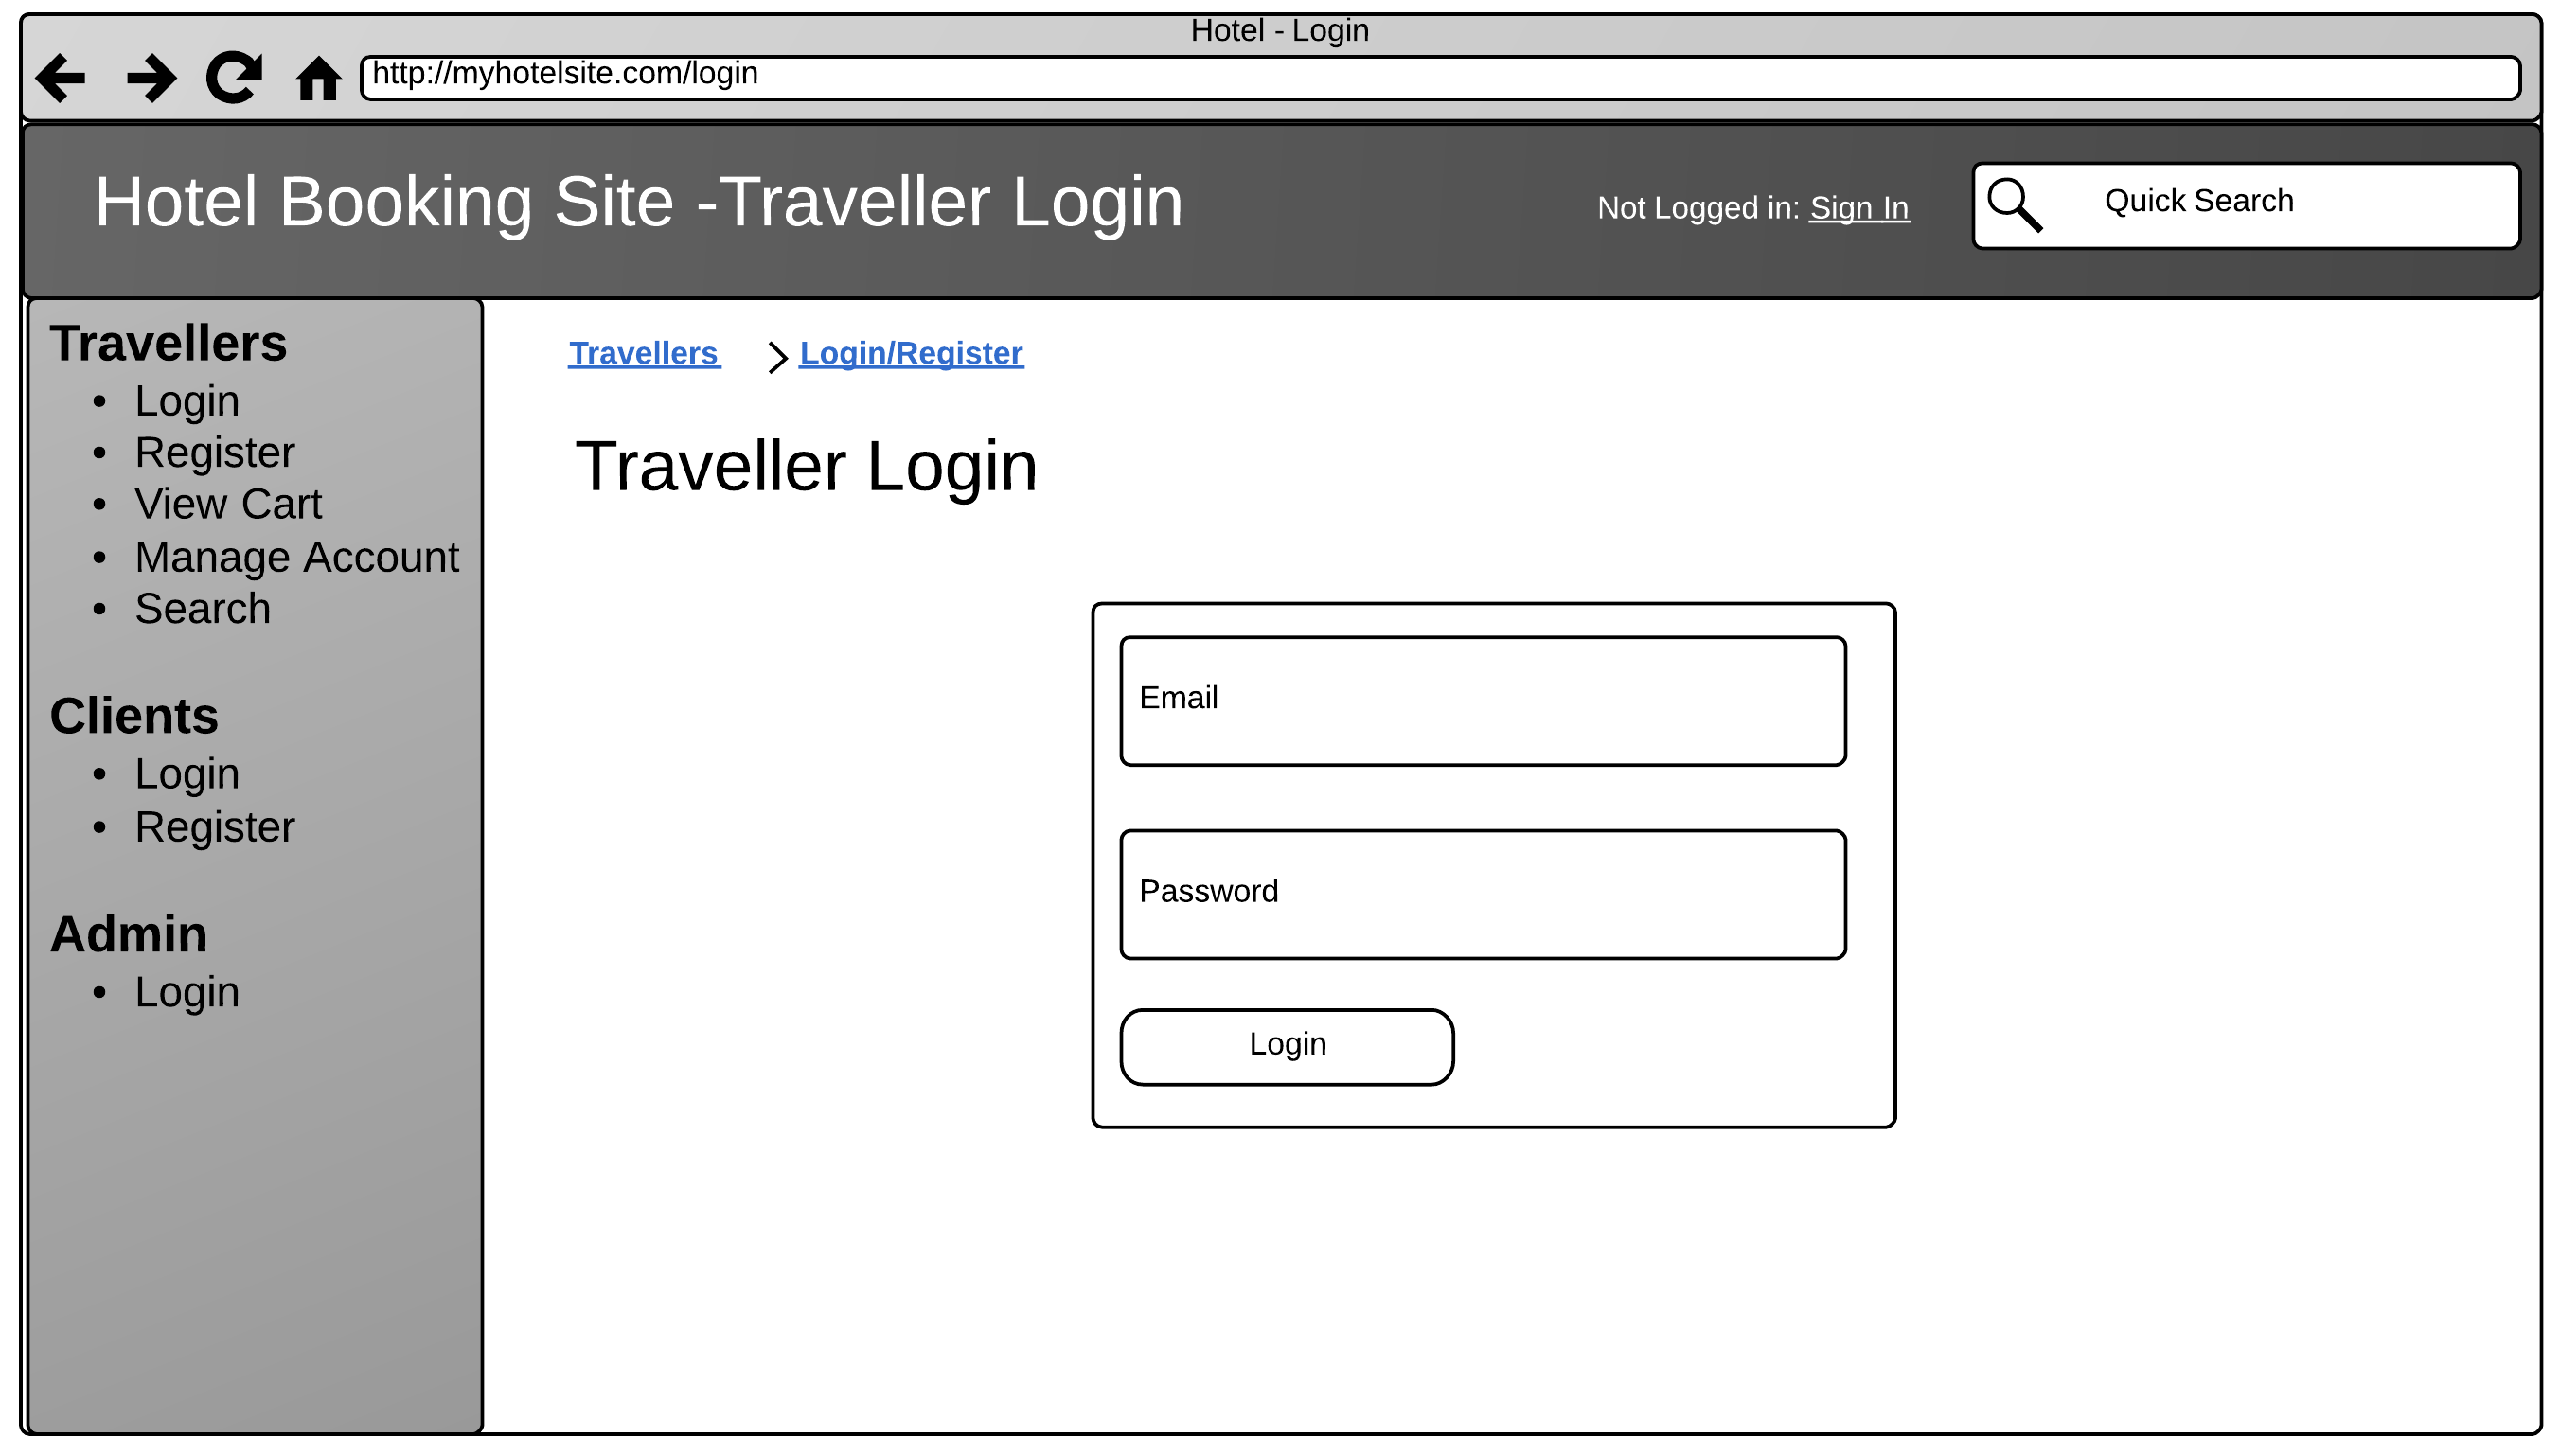 Hotel - Login
http://myhotelsite.com/login
Hotel Booking Site -Traveller Login
Not Logged in: Sign In
Quick Search
Travellers
• Login
• Register
• View Cart
• Manage Account
• Search
Clients
• Login
• Register
Admin
• Login
Travellers > Login/Register
Traveller Login
Email
Password
Login